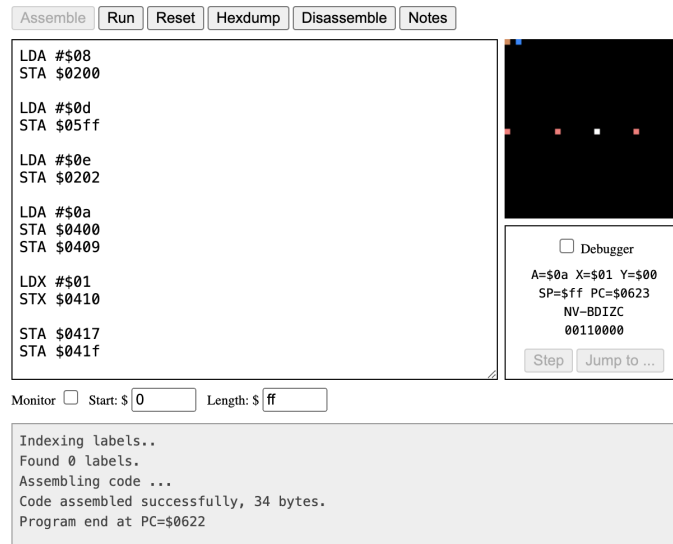 Assemble Run Reset Hexdump Disassemble Notes
LDA #$08
STA $0200
LDA #$0d
STA $05ff
LDA #$0e
STA $0202
LDA #$0a
STA $0400
STA $0409
LDX #$01
STX $0410
STA $0417
STA $041f
Debugger
A=$0a X=$01 Y=$00
SP=$ff PC=$0623
NV-BDIZC
00110000
Step Jump to ...
Monitor Start: $ 0 Length: $ ff
Indexing labels..
Found 0 labels.
Assembling code ...
Code assembled successfully, 34 bytes.
Program end at PC=$0622